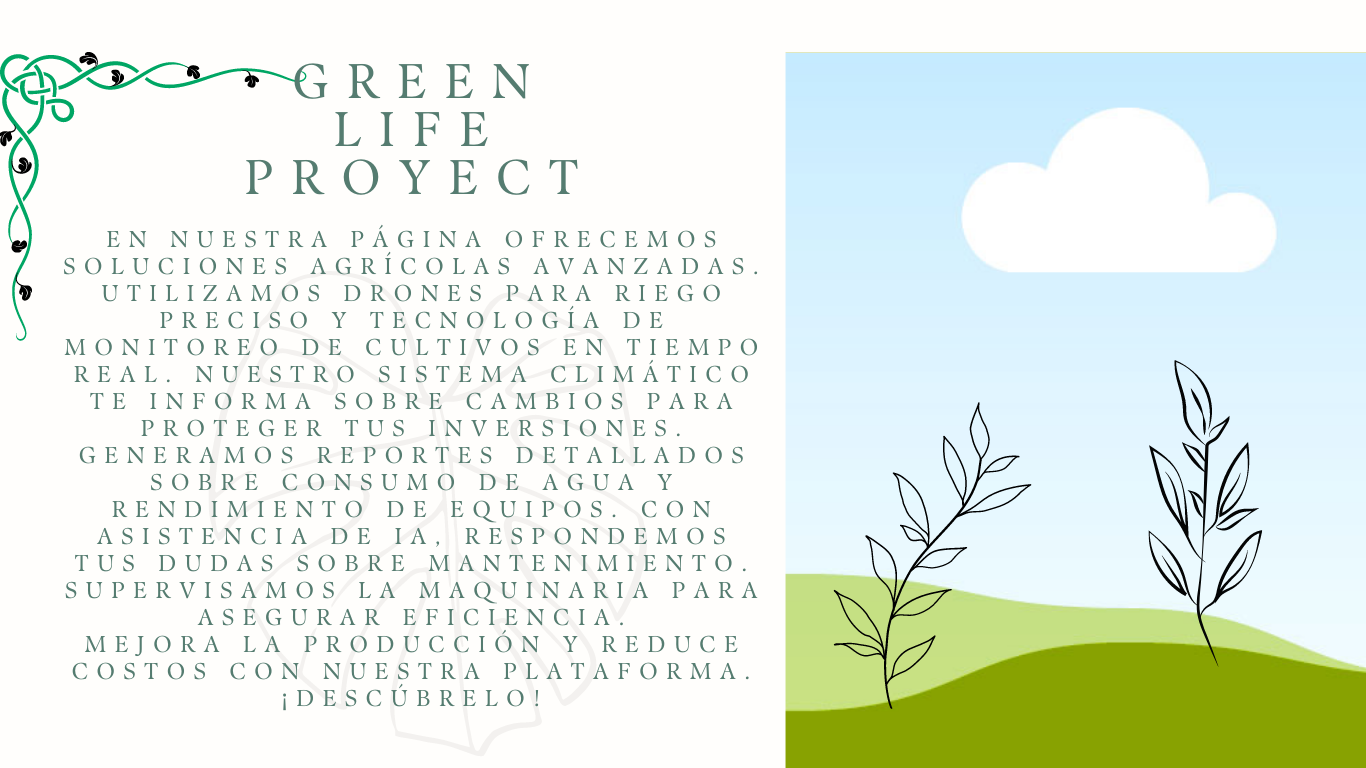 GREEN
LIFE
PROYECT
EN NUESTRA PÁGINA OFRECEMOS
SOLUCIONES AGRÍCOLAS AVANZADAS.
UTILIZAMOS DRONES PARA RIEGO
PRECISO Y TECNOLOGÍA DE
MONITOREO DE CULTIVOS EN TIEMPO
REAL. NUESTRO SISTEMA CLIMÁTICO
TE INFORMA SOBRE CAMBIOS PARA
PROTEGER TUS INVERSIONES.
GENERAMOS REPORTES DETALLADOS
SOBRE CONSUMO DE AGUA Y
RENDIMIENTO DE EQUIPOS. CON
ASISTENCIA DE IA, RESPONDEMOS
TUS DUDAS SOBRE MANTENIMIENTO.
SUPERVISAMOS LA MAQUINARIA PARA
ASEGURAR EFICIENCIA.
MEJORA LA PRODUCCIÓN Y REDUCE
COSTOS CON NUESTRA PLATAFORMA.
¡DESCÚBRELO!